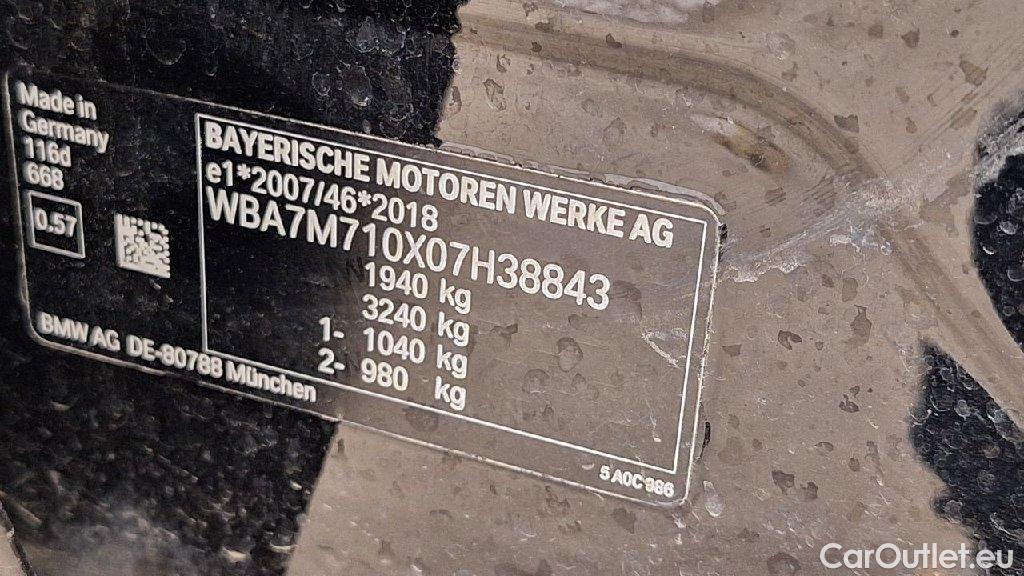 Made in
Germany
116d
668
0.57
BMW AG DE-80788 München
BAYERISCHE MOTOREN WERKE AG
e1*2007/46*2018
WBA7M710X07H38843
1940 kg
3240 kg
1- 1040 kg
2- 980 kg
5 A0C 986
CarOutlet.eu